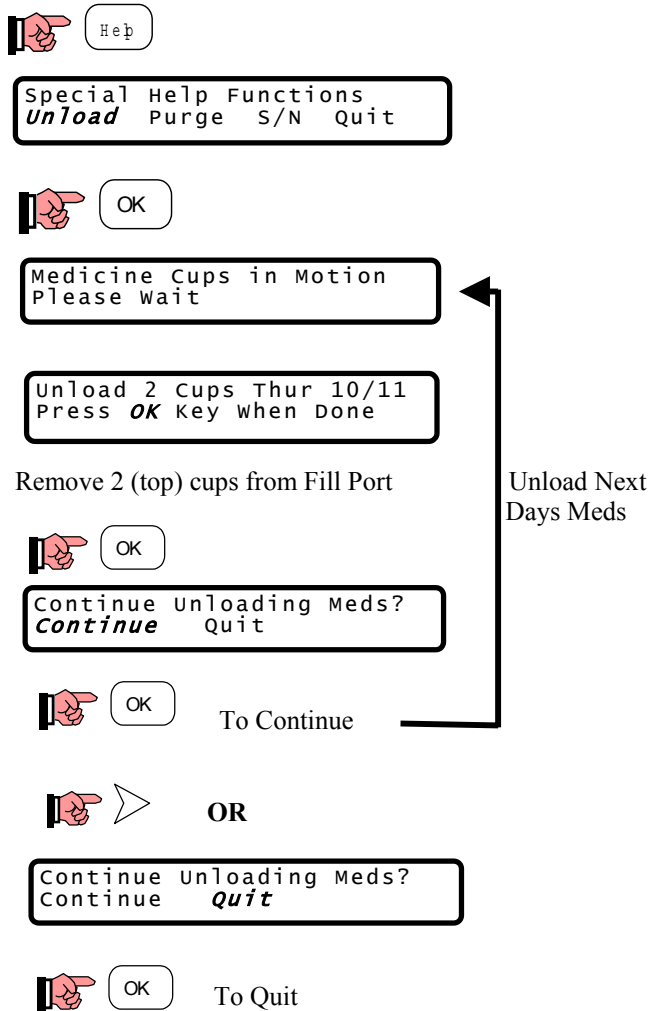 Help
Special Help Functions
Unload Purge S/N Quit
OK
Medicine Cups in Motion
Please Wait
Unload 2 Cups Thur 10/11
Press OK Key When Done
Remove 2 (top) cups from Fill Port
Unload Next
Days Meds
OK
Continue Unloading Meds?
Continue Quit
OK
To Continue
OR
Continue Unloading Meds?
Continue Quit
OK
To Quit